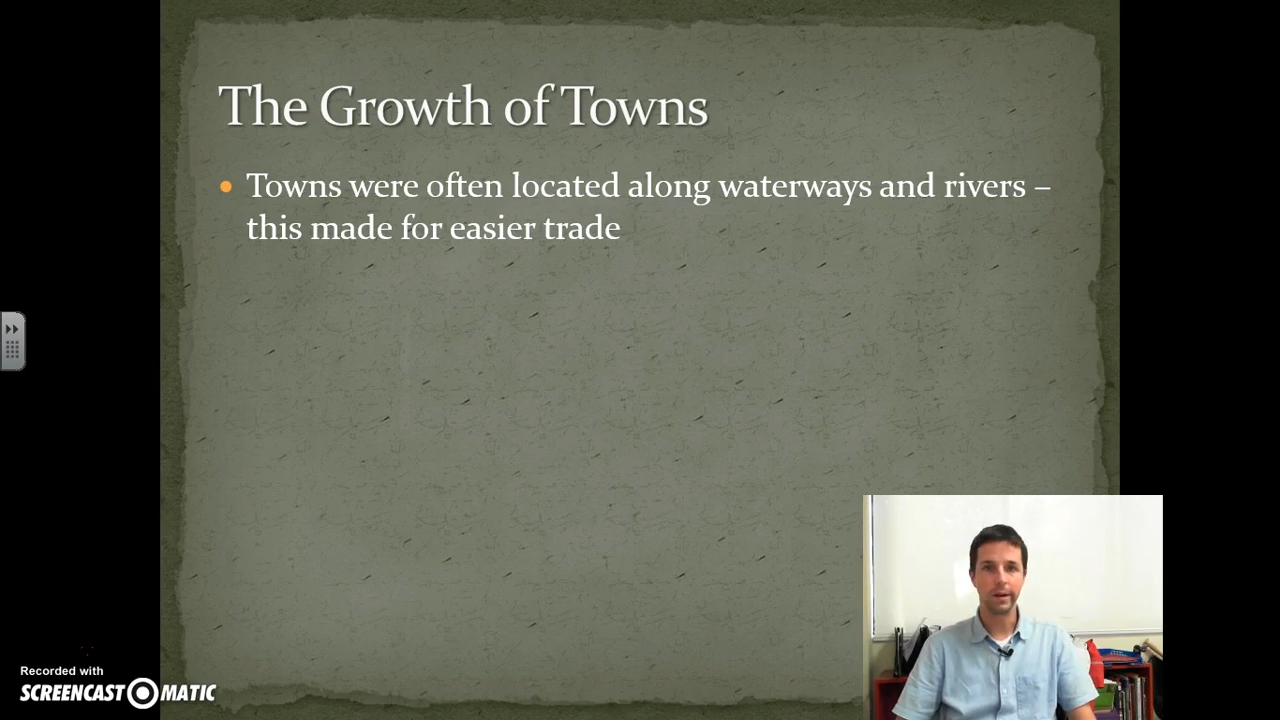 The Growth of Towns
• Towns were often located along waterways and rivers –
this made for easier trade
Recorded with
SCREENCAST MATIC